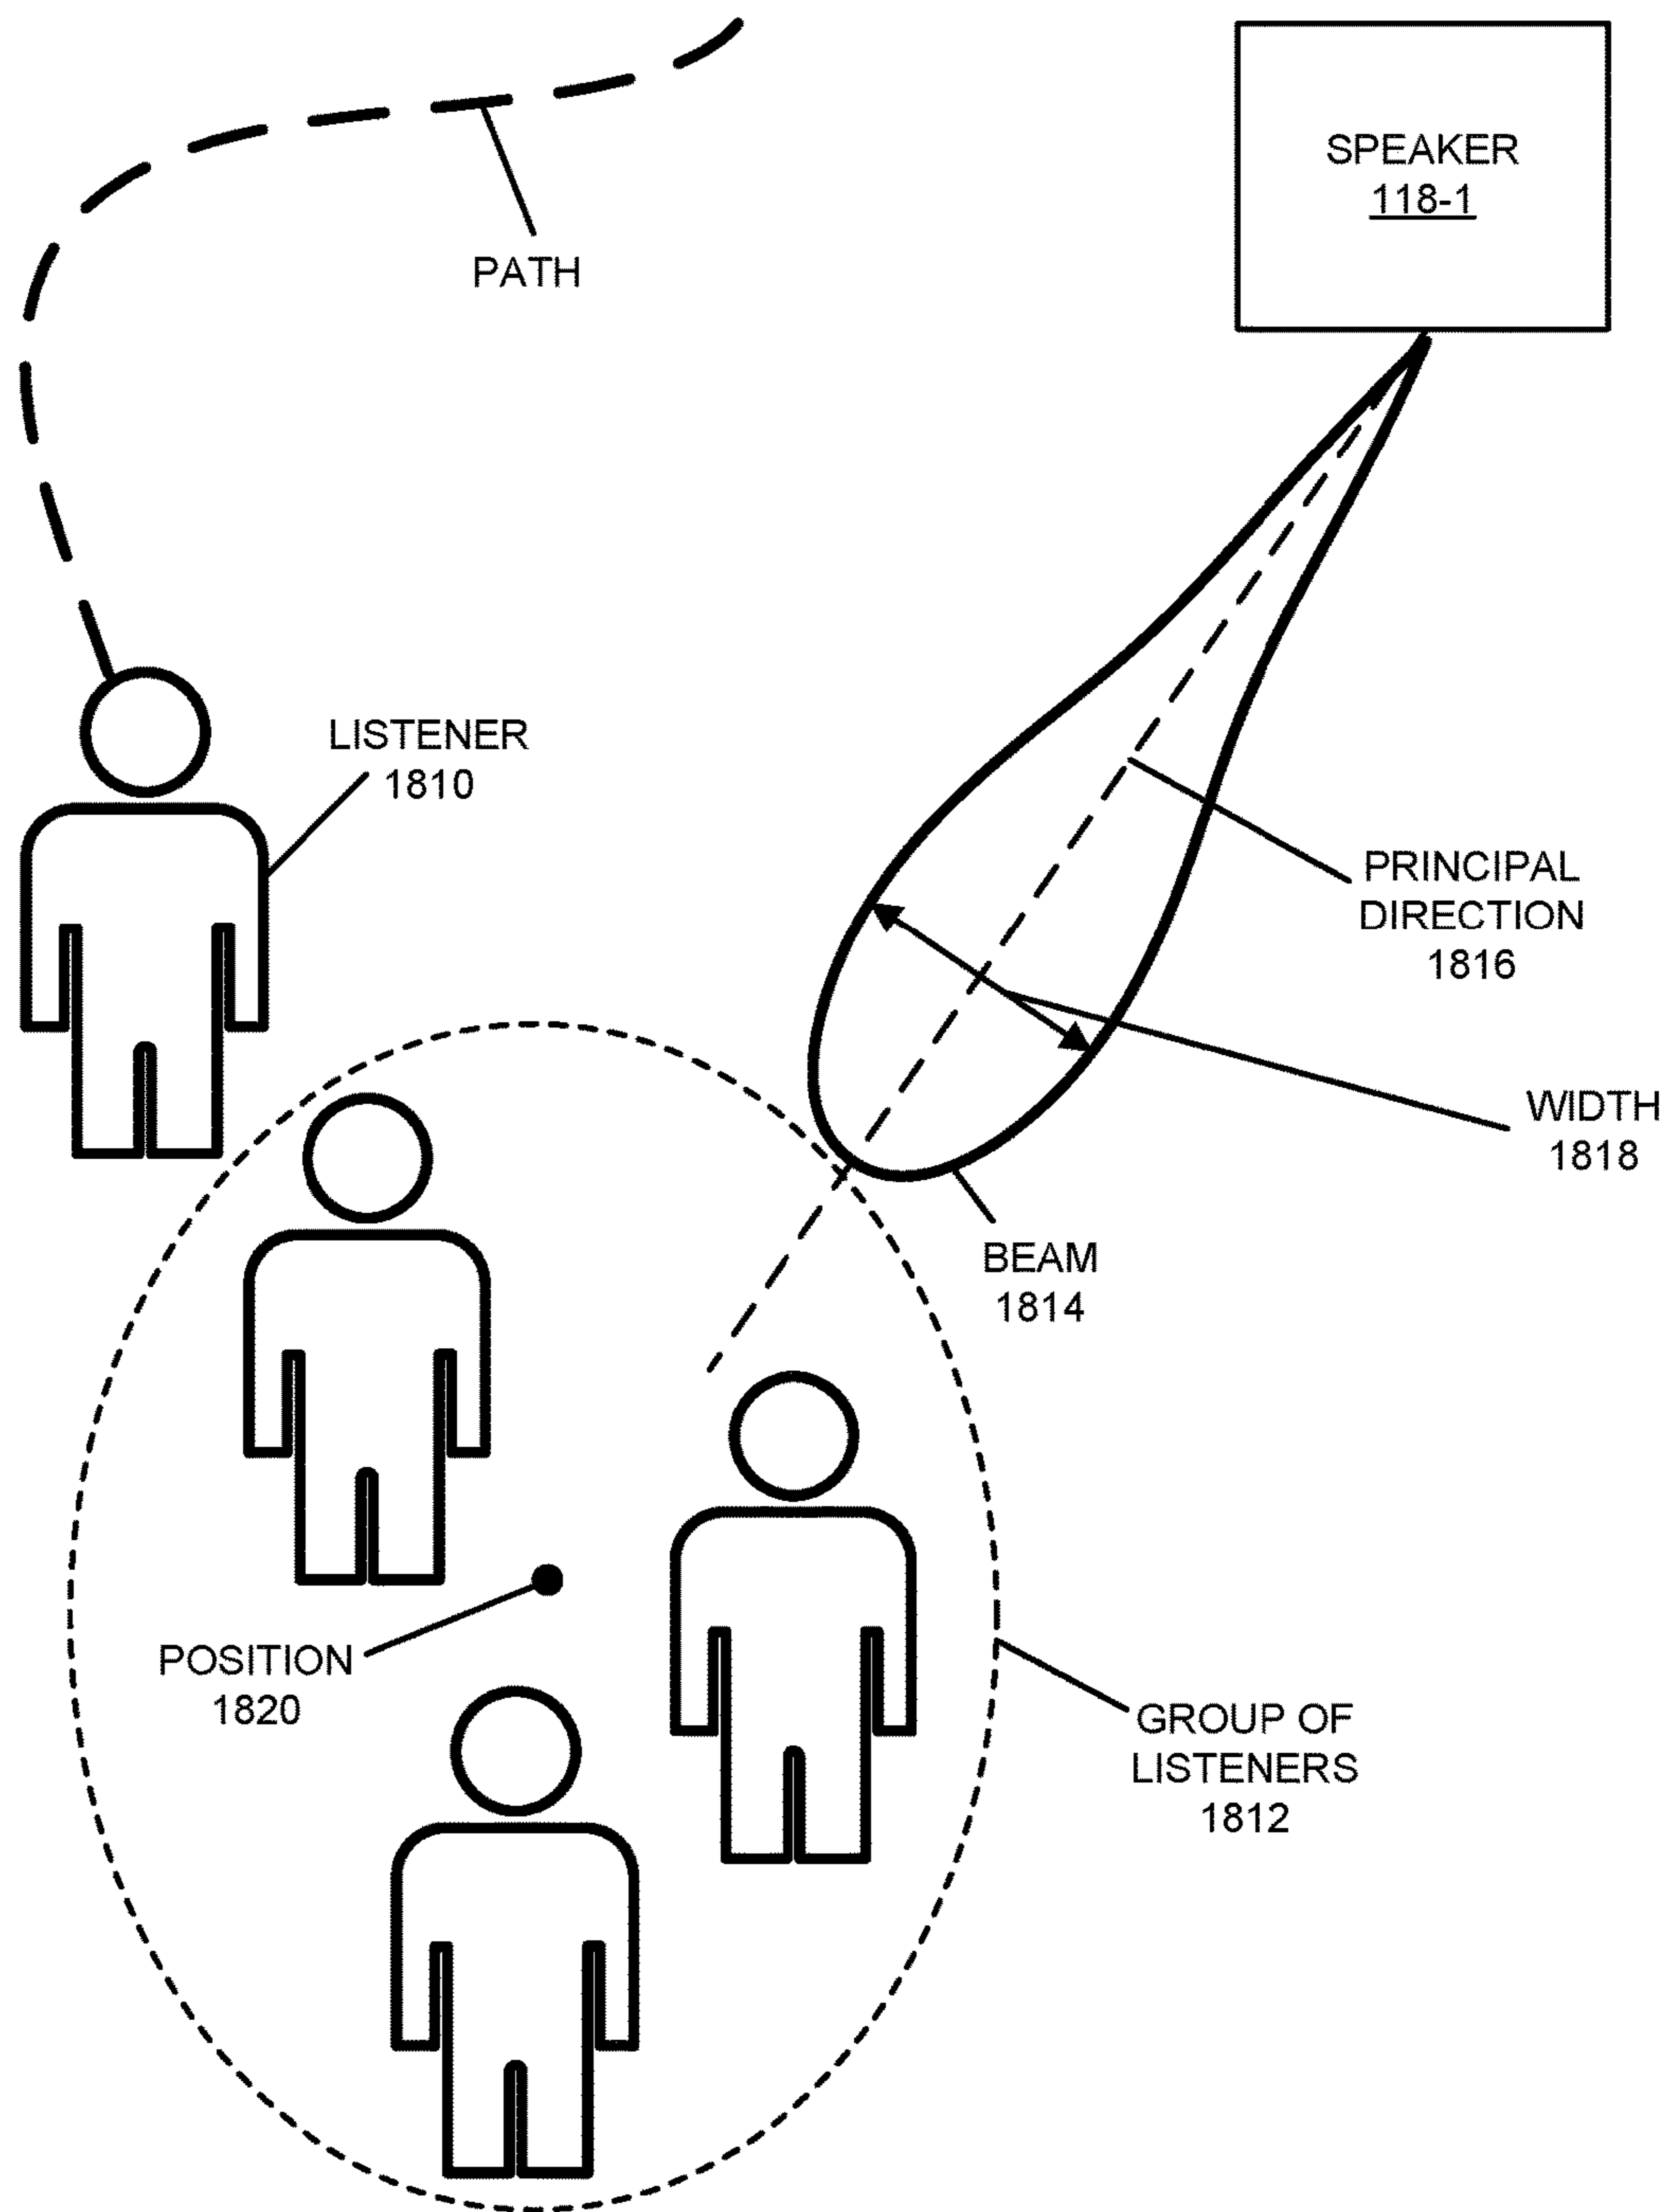 SPEAKER
118-1
PATH
LISTENER
1810
PRINCIPAL
DIRECTION
1816
WIDTH
1818
BEAM
1814
POSITION
1820
GROUP OF
LISTENERS
1812